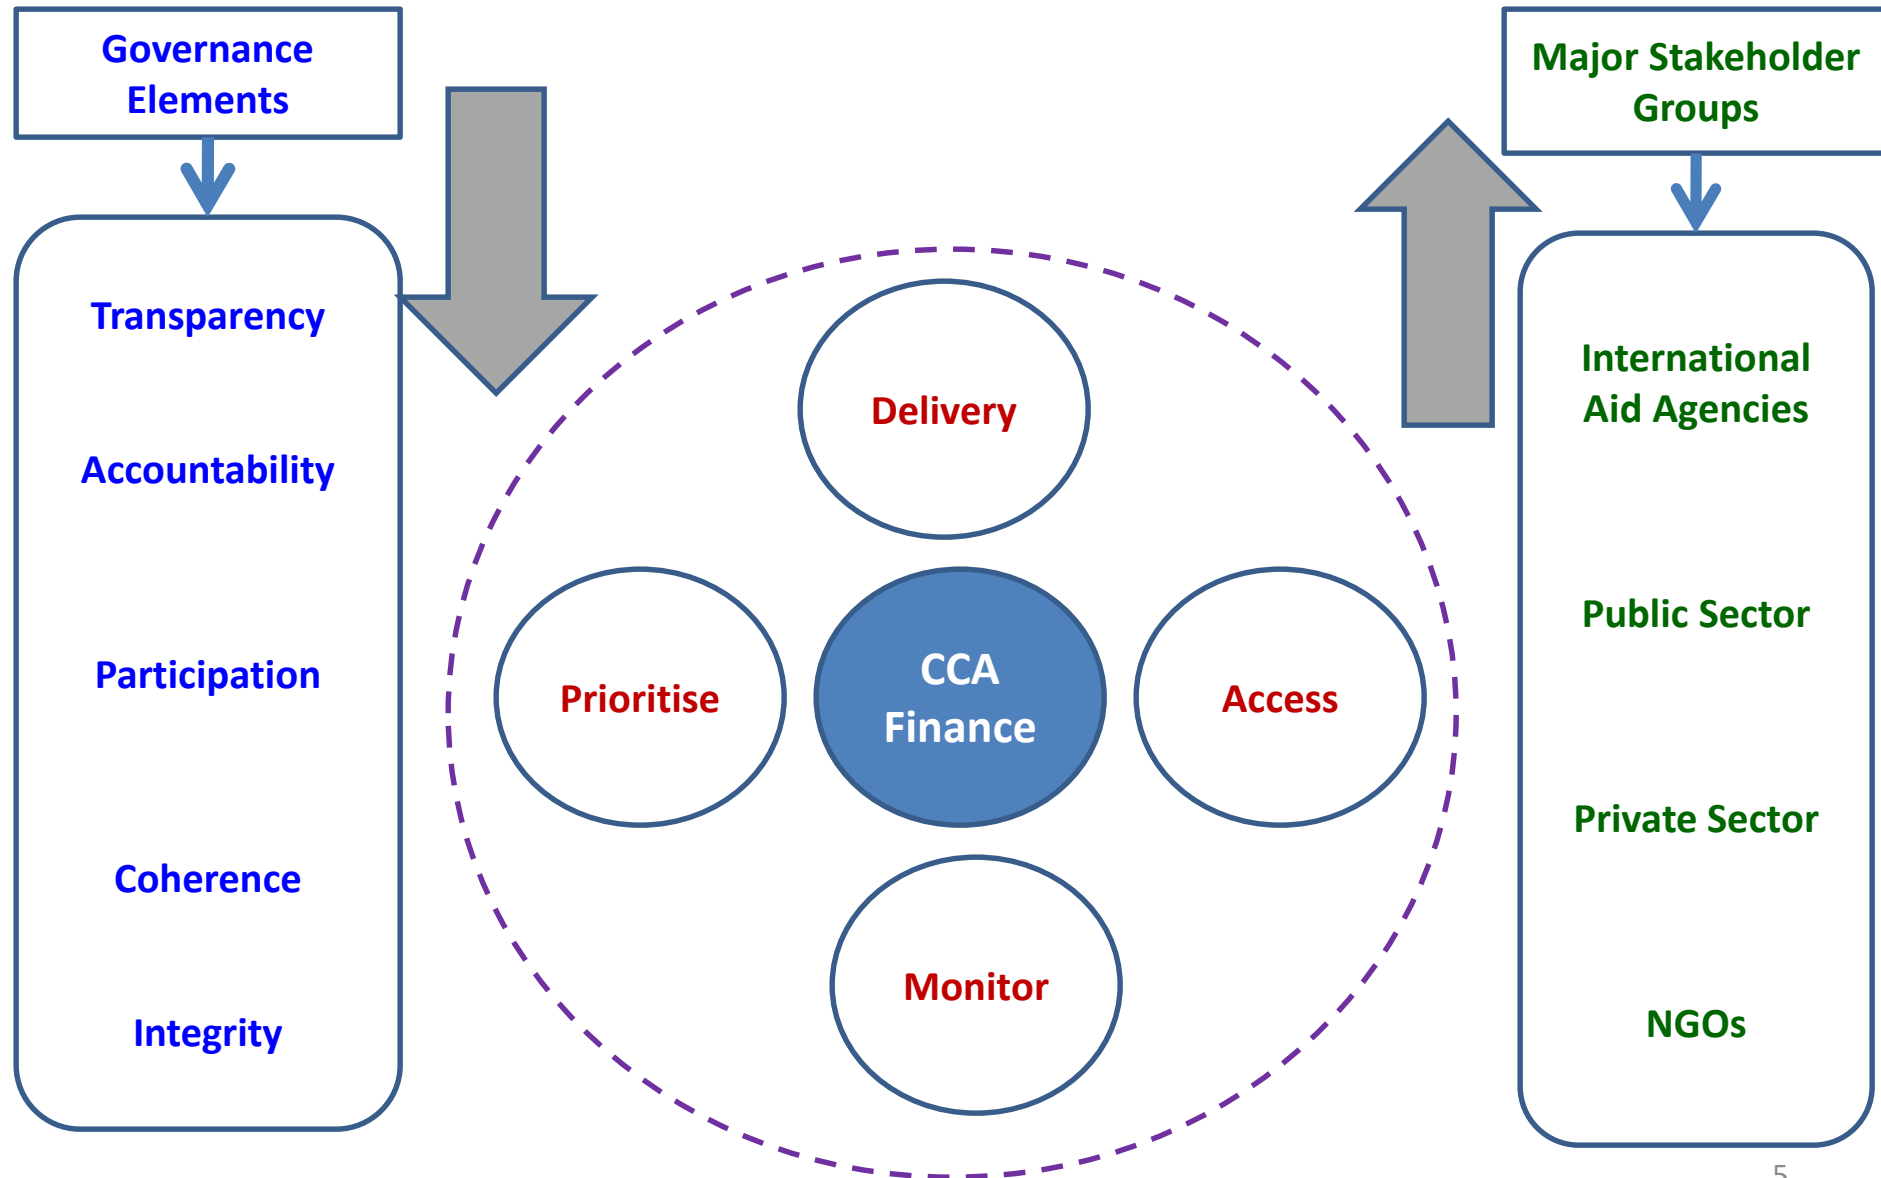 Governance
Elements
Transparency
Accountability
Participation
Coherence
Integrity
Delivery
Prioritise
CCA
Finance
Access
Monitor
Major Stakeholder
Groups
International
Aid Agencies
Public Sector
Private Sector
NGOs
5